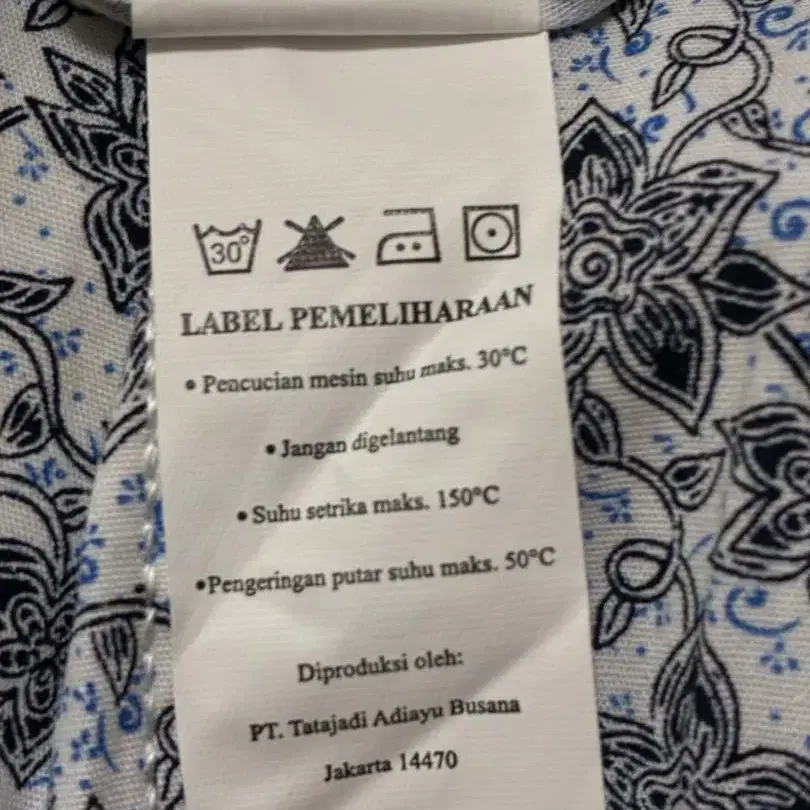 30°
LABEL PEMELIHARAAN
• Pencucian mesin suhu maks. 30°C
• Jangan digelantang
• Suhu setrika maks. 150°C
•Pengeringan putar suhu maks. 50°C
Diproduksi oleh:
PT. Tatajadi Adiayu Busana
Jakarta 14470